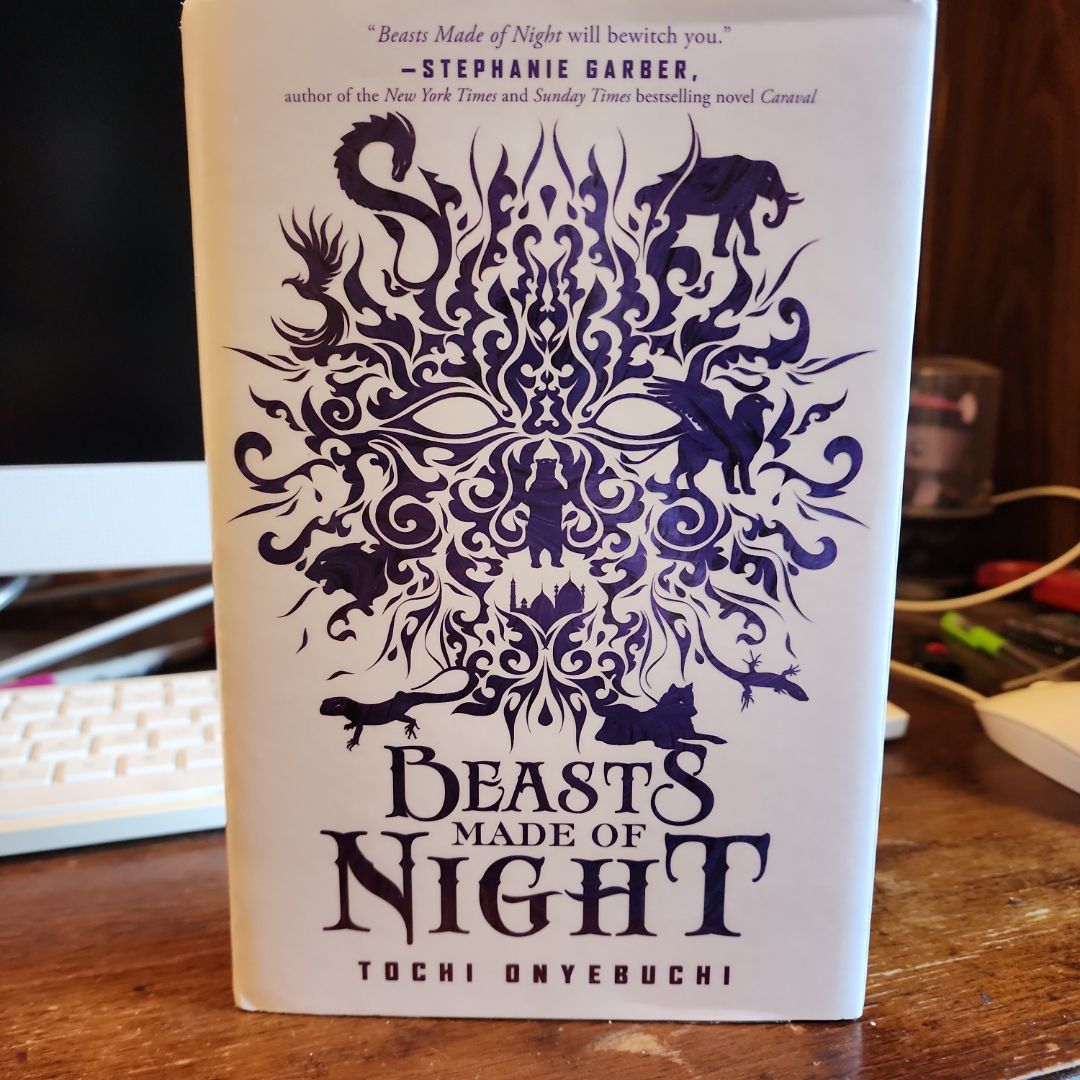 “Beasts Made of Night will bewitch you.”
—STEPHANIE GARBER,
author of the New York Times and Sunday Times bestselling novel Caraval
BEASTS
MADE OF
NIGHT
TOCHI ONYEBUCHI